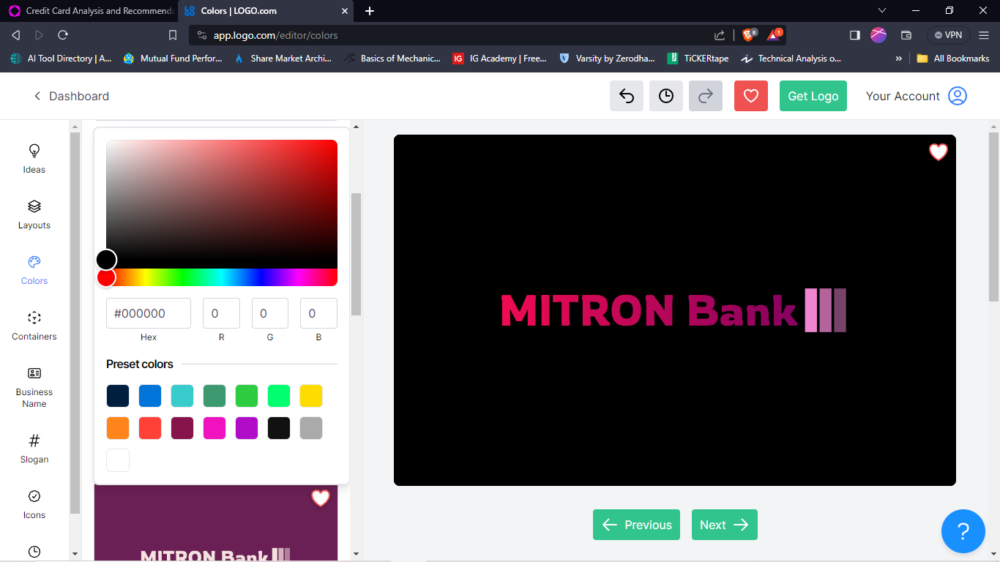 Credit Card Analysis and Recommenda
Colors | LOGO.com
app.logo.com/editor/colors
8
1
VPN
AI Tool Directory | A...
Mutual Fund Perfor...
Share Market Archi...
Basics of Mechanic...
IG
IG Academy | Free...
Varsity by Zerodha...
TiCKERtape
Technical Analysis o...
»
All Bookmarks
Dashboard
Get Logo
Your Account
Ideas
Layouts
Colors
Containers
Business
Name
Slogan
Icons
#000000
0
0
0
Hex
R
G
B
Preset colors
MITRON Bank
MITRON Bank
Previous
Next
?